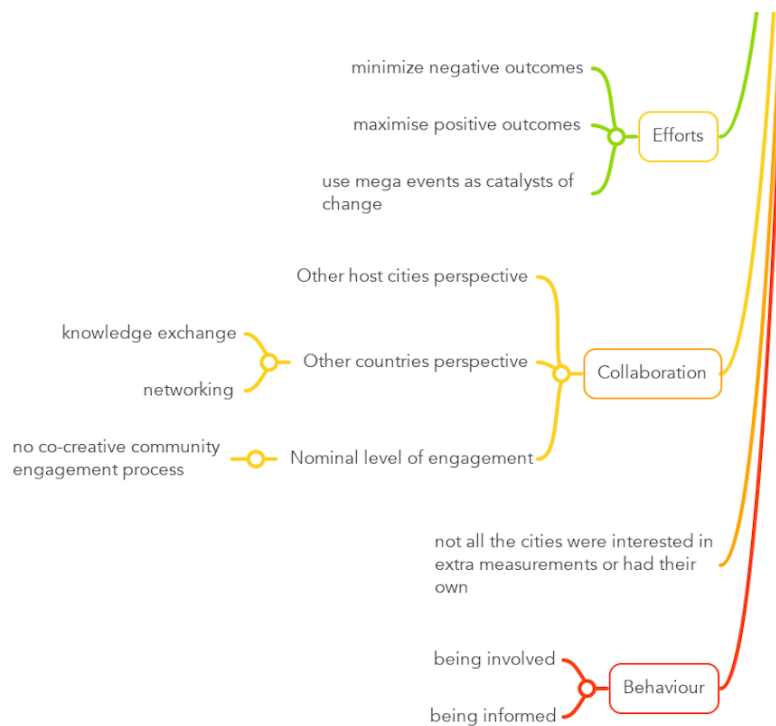 minimize negative outcomes
maximise positive outcomes
Efforts
use mega events as catalysts of
change
Other host cities perspective
knowledge exchange
Other countries perspective
Collaboration
networking
no co-creative community
engagement process
Nominal level of engagement
not all the cities were interested in
extra measurements or had their
own
being involved
Behaviour
being informed